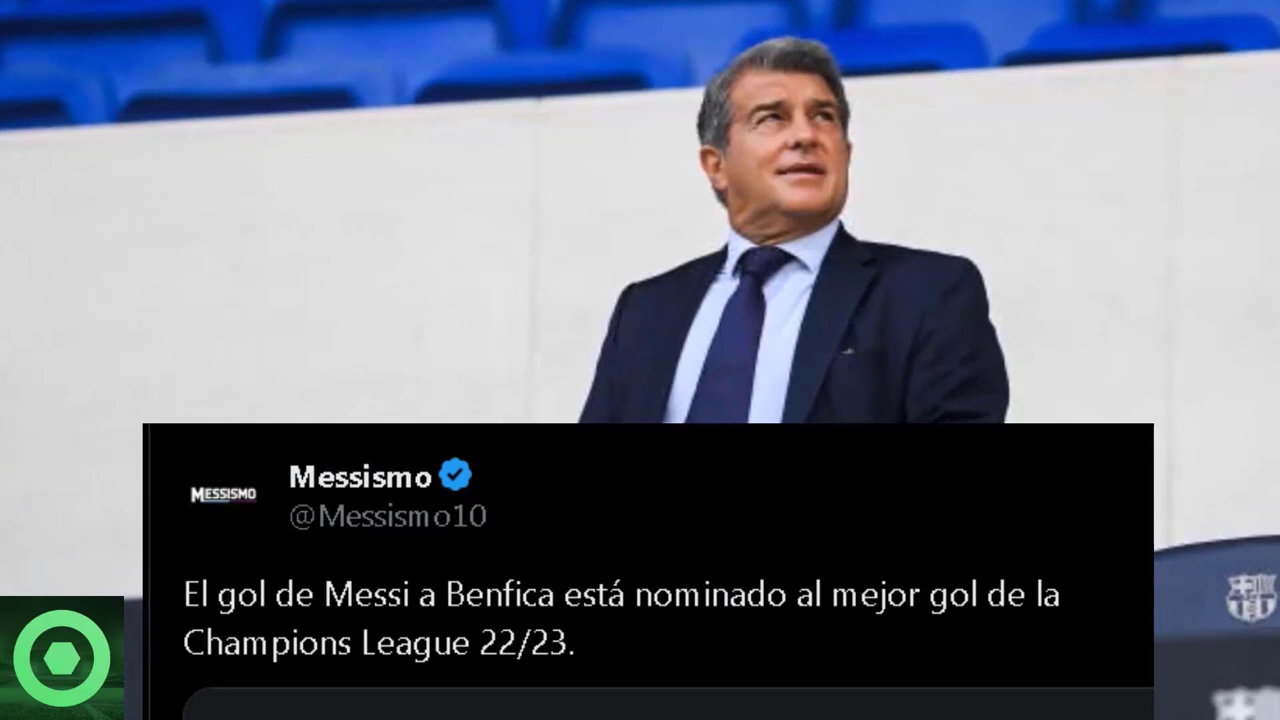 MESSISMO
Messismo
@Messismo10
El gol de Messi a Benfica está nominado al mejor gol de la
Champions League 22/23.